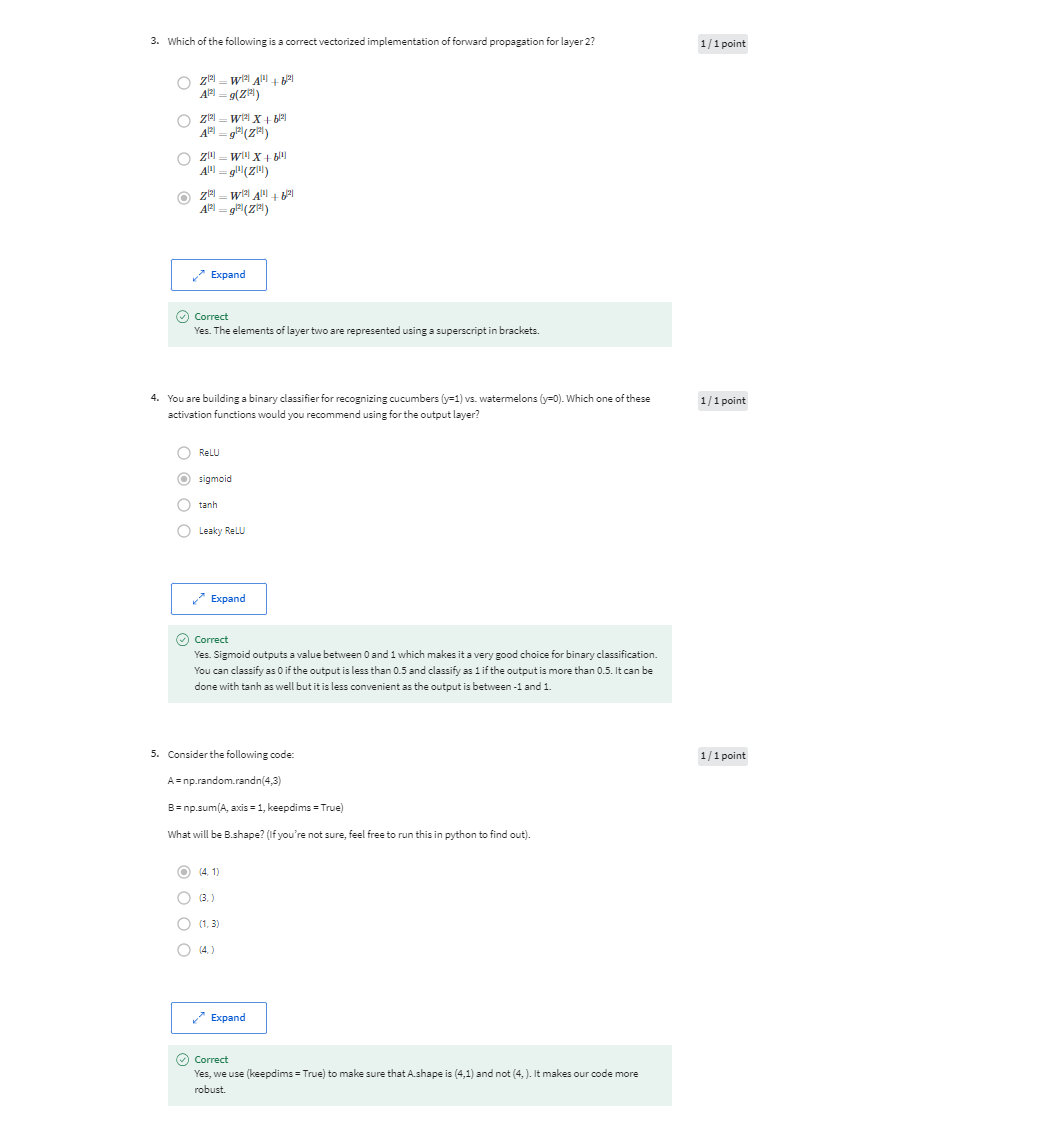 3. Which of the following is a correct vectorized implementation of forward propagation for layer 2?
1 / 1 point
Z^[2] = W^[2] A^[1] + b^[2]
A^[2] = g(Z^[2])
Z^[2] = W^[2] X + b^[2]
A^[2] = g^[2](Z^[2])
Z^[1] = W^[1] X + b^[1]
A^[1] = g^[1](Z^[1])
Z^[2] = W^[2] A^[1] + b^[2]
A^[2] = g^[2](Z^[2])
Expand
Correct
Yes. The elements of layer two are represented using a superscript in brackets.
4. You are building a binary classifier for recognizing cucumbers (y=1) vs. watermelons (y=0). Which one of these
activation functions would you recommend using for the output layer?
1 / 1 point
ReLU
sigmoid
tanh
Leaky ReLU
Expand
Correct
Yes. Sigmoid outputs a value between 0 and 1 which makes it a very good choice for binary classification.
You can classify as 0 if the output is less than 0.5 and classify as 1 if the output is more than 0.5. It can be
done with tanh as well but it is less convenient as the output is between -1 and 1.
5. Consider the following code:
1 / 1 point
A = np.random.randn(4,3)
B = np.sum(A, axis = 1, keepdims = True)
What will be B.shape? (If you're not sure, feel free to run this in python to find out).
(4, 1)
(3, )
(1, 3)
(4, )
Expand
Correct
Yes, we use (keepdims = True) to make sure that A.shape is (4,1) and not (4, ). It makes our code more
robust.